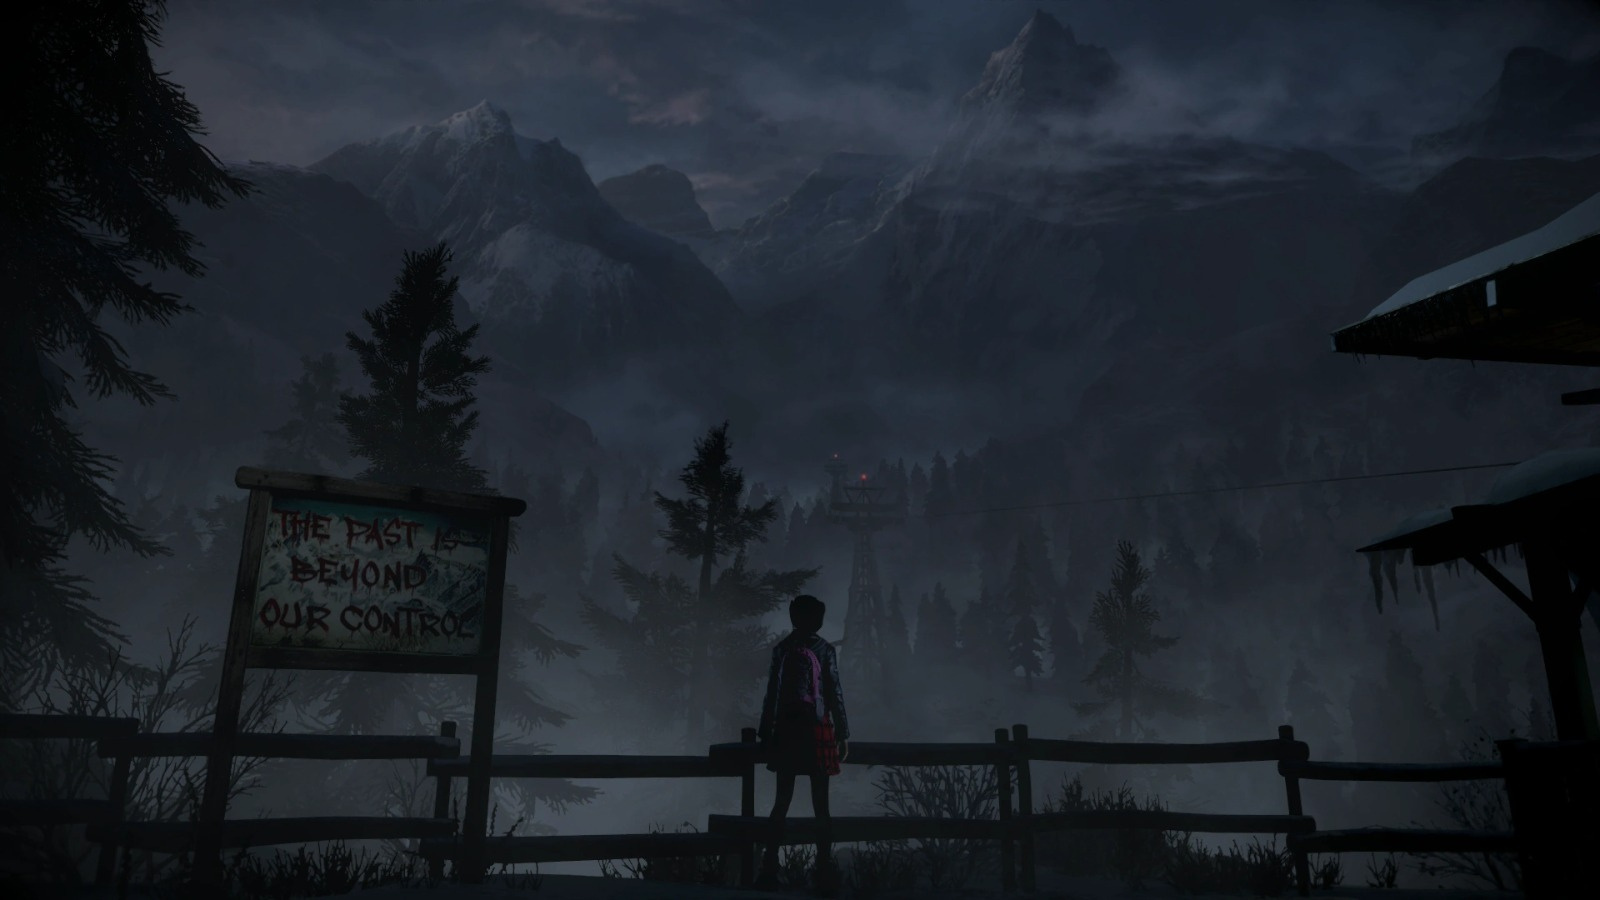 THE PAST IS
BEYOND
OUR CONTROL